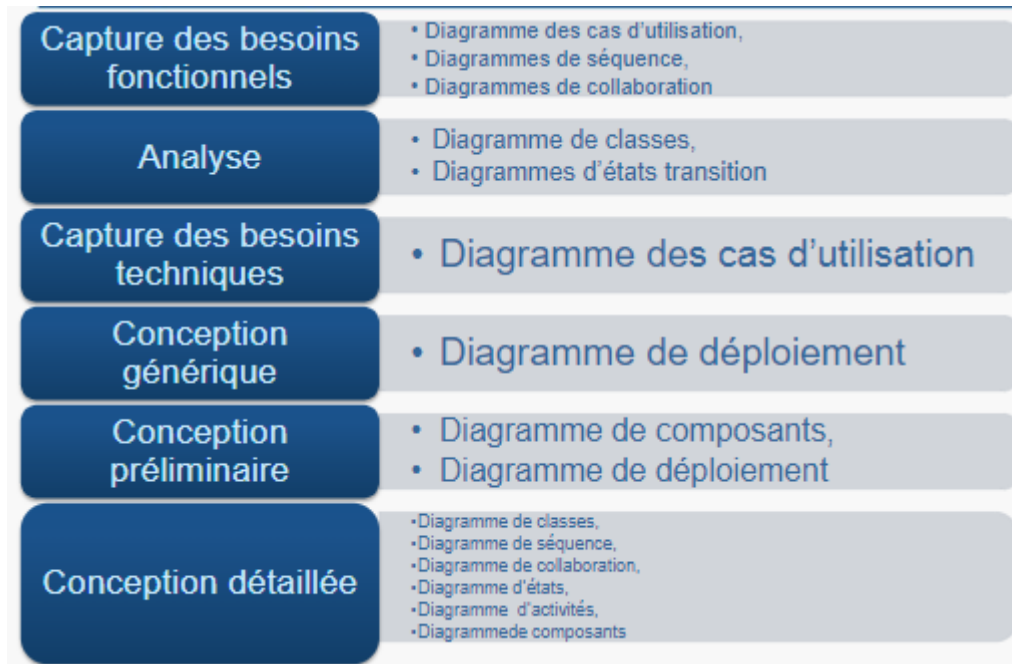 Capture des besoins
fonctionnels
• Diagramme des cas d'utilisation,
• Diagrammes de séquence,
• Diagrammes de collaboration
Analyse
• Diagramme de classes,
• Diagrammes d'états transition
Capture des besoins
techniques
• Diagramme des cas d'utilisation
Conception
générique
• Diagramme de déploiement
Conception
préliminaire
• Diagramme de composants,
• Diagramme de déploiement
Conception détaillée
•Diagramme de classes,
•Diagramme de séquence,
•Diagramme de collaboration,
•Diagramme d'états,
•Diagramme d'activités,
•Diagrammede composants